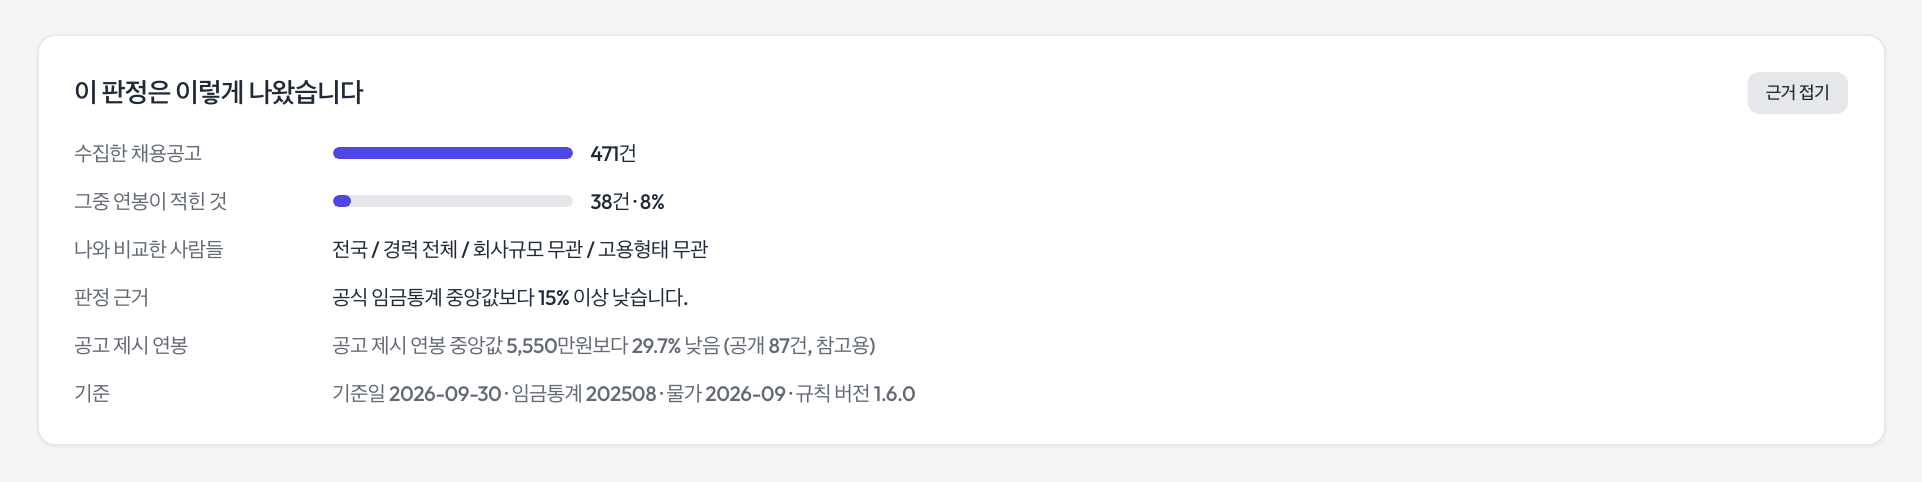 이 판정은 이렇게 나왔습니다
근거 접기
수집한 채용공고 471건
그중 연봉이 적힌 것 38건·8%
나와 비교한 사람들 전국 / 경력 전체 / 회사규모 무관 / 고용형태 무관
판정 근거 공식 임금통계 중앙값보다 15% 이상 낮습니다.
공고 제시 연봉 공고 제시 연봉 중앙값 5,550만원보다 29.7% 낮음 (공개 87건, 참고용)
기준 기준일 2026-09-30·임금통계 202508·물가 2026-09·규칙 버전 1.6.0